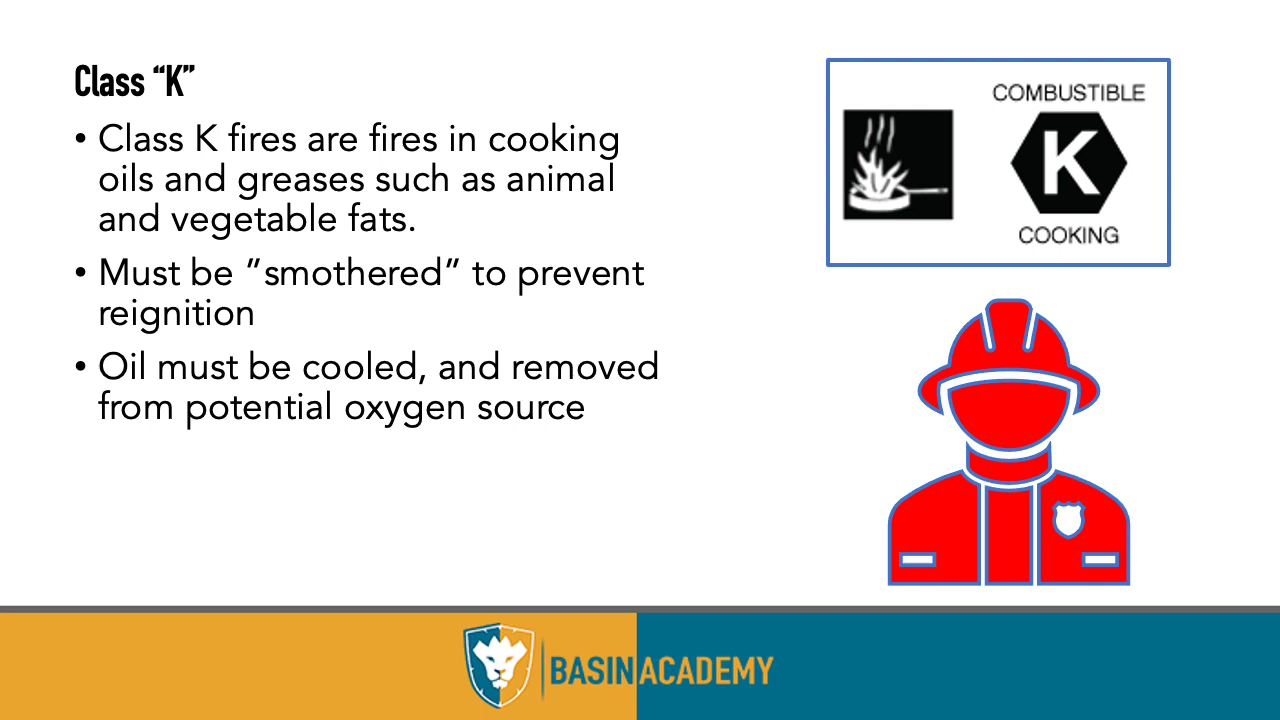 Class “K”
• Class K fires are fires in cooking
oils and greases such as animal
and vegetable fats.
• Must be ”smothered” to prevent
reignition
• Oil must be cooled, and removed
from potential oxygen source
COMBUSTIBLE
K
COOKING
BASIN ACADEMY